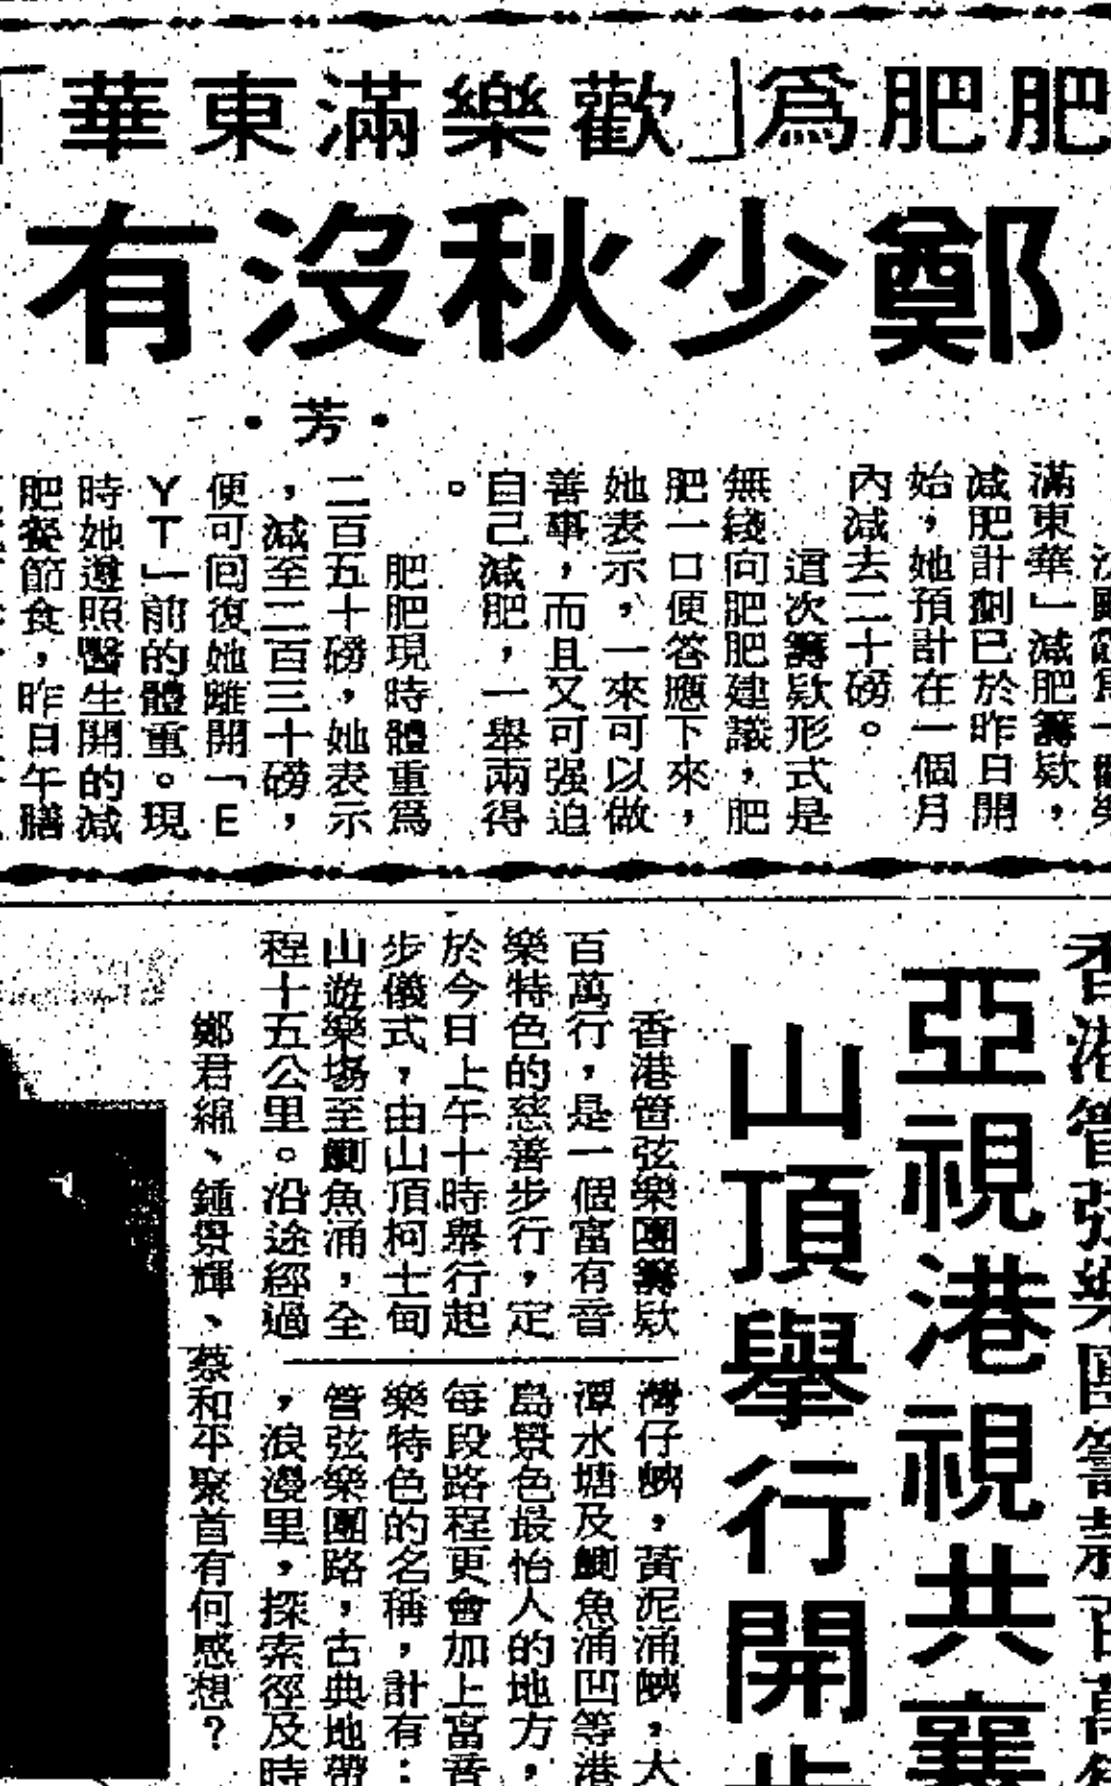 肥肥爲「歡樂滿東華」
鄭少秋沒有
・芳・
滿東華」減肥籌欵，
減肥計劃已於昨日開
始，她預計在一個月
內減去二十磅。
這次籌欵形式是
無綫向肥肥建議，肥
肥一口便答應下來，
她表示，一來可以做
善事，而且又可强迫
自己減肥，一舉兩得
。
肥肥現時體重爲
二百五十磅，她表示
，減至二百三十磅，
便可回復她離開「E
YT」前的體重。現
時她遵照醫生開的減
肥餐節食，昨日午膳
香港管弦樂團籌款百萬
亞視港視共襄
山頂舉行開步
香港管弦樂團籌欵
百萬行，是一個富有音
樂特色的慈善步行，定
於今日上午十時舉行起
步儀式，由山頂柯士甸
山遊樂場至鰂魚涌，全
程十五公里。沿途經過
灣仔峽，黃泥涌峽，大
潭水塘及鰂魚涌凹等港
島景色最怡人的地方，
每段路程更會加上富音
樂特色的名稱，計有：
管弦樂團路，古典地帶
，浪漫里，探索徑及時
鄭君綿、鍾景輝、蔡和平聚首有何感想？